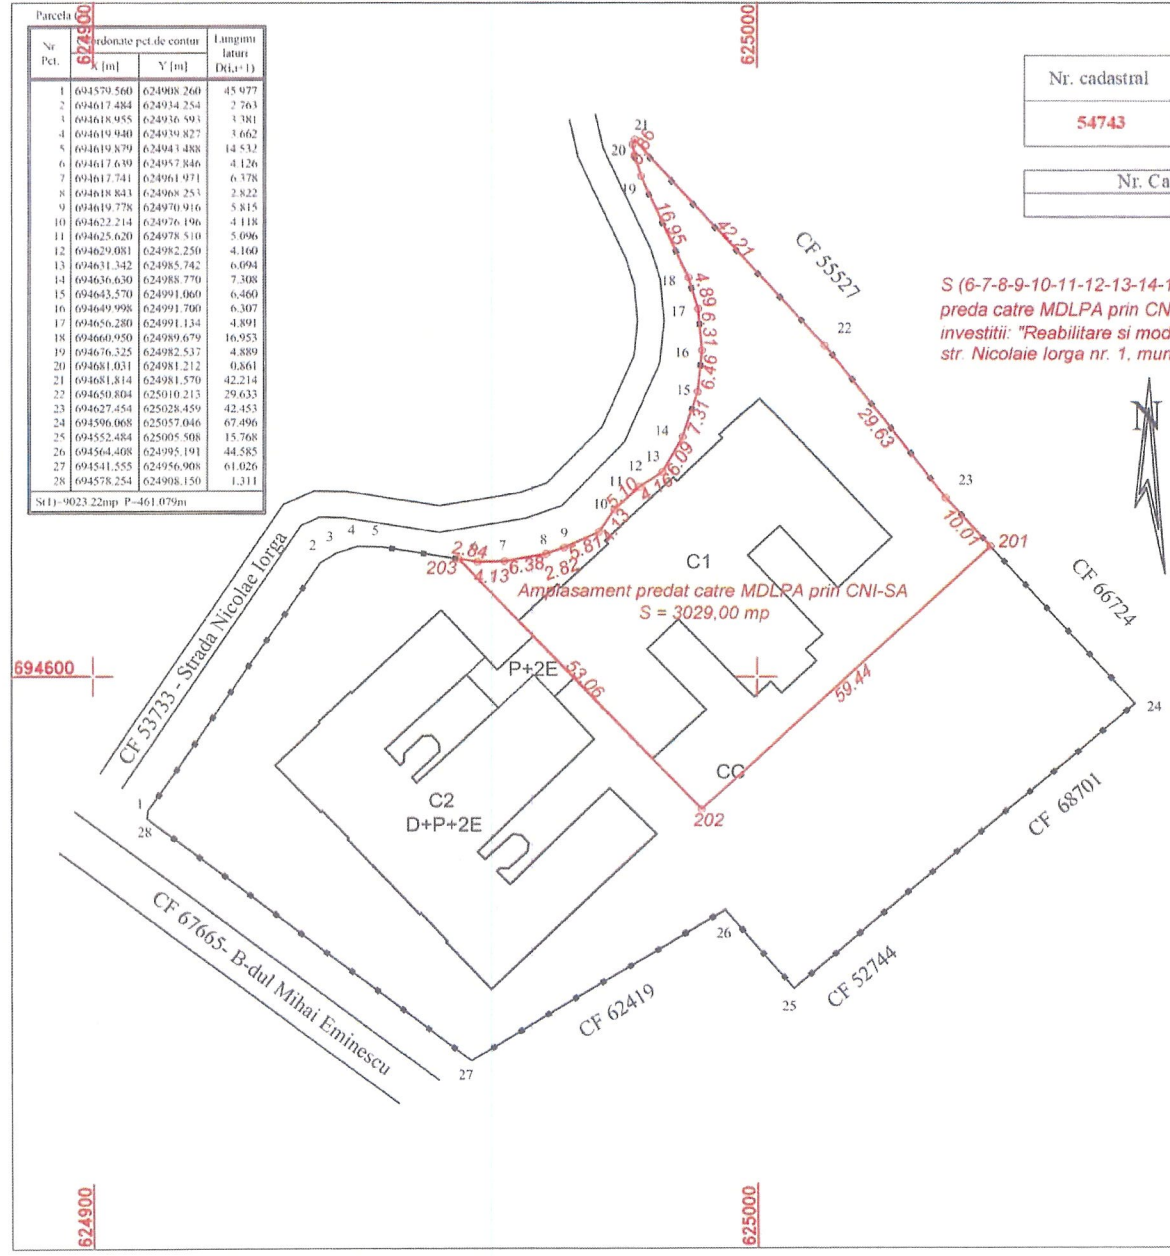 Parcela
624900
625000
Nr. Pct.
pct.de contur
X [m]
Y [m]
Lungimi laturi D(i,i+1)
1 694579.560 624908.260 45.977
2 694617.484 624934.254 2.763
3 694618.955 624936.593 3.381
4 694619.940 624939.827 3.662
5 694619.879 624943.488 14.532
6 694617.639 624957.846 4.126
7 694617.741 624961.971 6.378
8 694618.843 624968.253 2.822
9 694619.778 624970.916 5.815
10 694622.214 624976.196 4.118
11 694625.620 624978.510 5.096
12 694629.081 624982.250 4.160
13 694631.342 624985.742 6.094
14 694636.630 624988.770 7.308
15 694643.570 624991.060 6.460
16 694649.998 624991.700 6.307
17 694656.280 624991.134 4.891
18 694660.950 624989.679 16.953
19 694676.325 624982.537 4.889
20 694681.031 624981.212 0.861
21 694681.814 624981.570 42.214
22 694650.804 625010.213 29.633
23 694627.454 625028.459 42.453
24 694596.068 625057.046 67.496
25 694552.484 625005.508 15.768
26 694564.408 624995.191 44.585
27 694541.555 624956.908 61.026
28 694578.254 624908.150 1.311
S(1)=9023.22mp P=461.079m
Nr. cadastral
54743
Nr. Ca
S (6-7-8-9-10-11-12-13-14-1
preda catre MDLPA prin CN
investitii: "Reabilitare si mod
str. Nicolaie Iorga nr. 1, mun
N
21
20
19
16.95
42.21
CF 55527
18
4.89
17
6.31
16
6.46
15
7.31
14
6.09
13
4.16
12
5.10
11
4.13
10
5.81
9
2.82
8
6.38
7
4.13
2.84
203
5
4
3
2
22
29.63
23
10.01
201
CF 66724
C1
Amplasament predat catre MDLPA prin CNI-SA
S = 3029,00 mp
694600
P+2E
53.06
59.44
24
CF 53733 - Strada Nicolae Iorga
CC
202
C2
D+P+2E
1
28
CF 68701
CF 67665- B-dul Mihai Eminescu
26
CF 62419
25
CF 52744
27
624900
625000